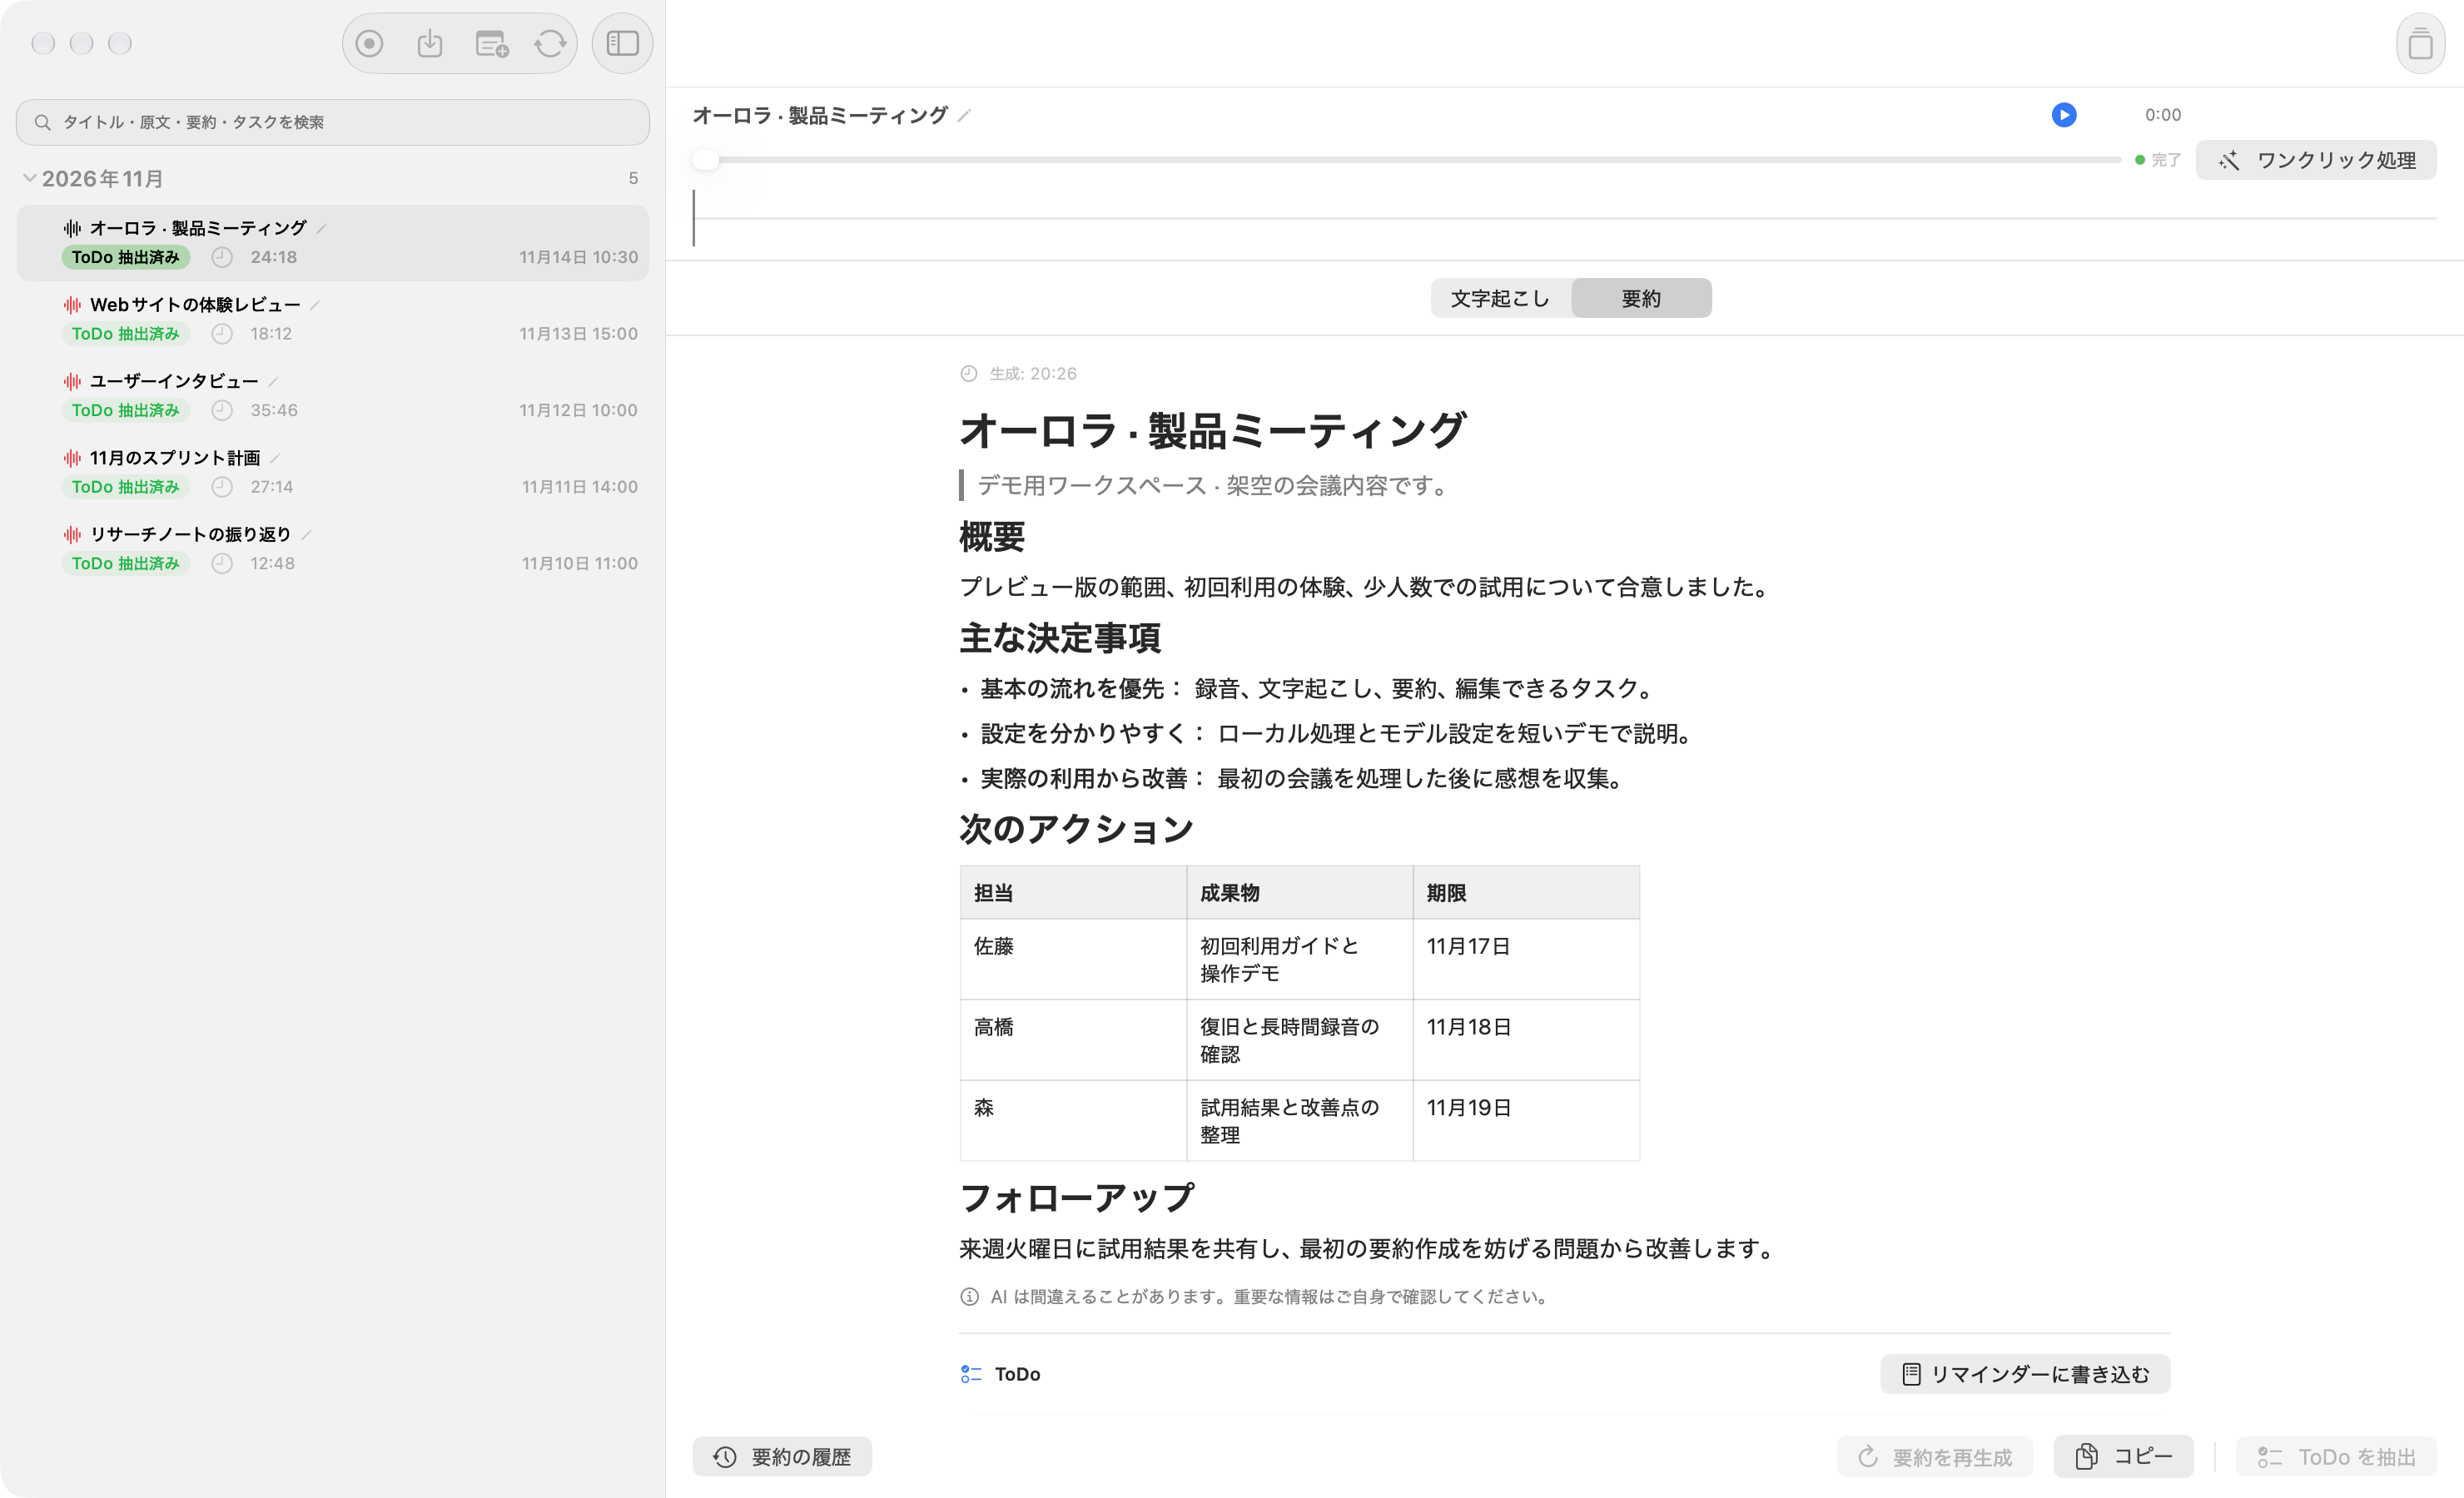 タイトル・原文・要約・タスクを検索
2026年11月 5
オーロラ · 製品ミーティング
ToDo 抽出済み 24:18 11月14日 10:30
Webサイトの体験レビュー
ToDo 抽出済み 18:12 11月13日 15:00
ユーザーインタビュー
ToDo 抽出済み 35:46 11月12日 10:00
11月のスプリント計画
ToDo 抽出済み 27:14 11月11日 14:00
リサーチノートの振り返り
ToDo 抽出済み 12:48 11月10日 11:00
オーロラ · 製品ミーティング 0:00
完了 ワンクリック処理
文字起こし 要約
生成: 20:26
オーロラ · 製品ミーティング
デモ用ワークスペース · 架空の会議内容です。
概要
プレビュー版の範囲、初回利用の体験、少人数での試用について合意しました。
主な決定事項
• 基本の流れを優先： 録音、文字起こし、要約、編集できるタスク。
• 設定を分かりやすく： ローカル処理とモデル設定を短いデモで説明。
• 実際の利用から改善： 最初の会議を処理した後に感想を収集。
次のアクション
担当 成果物 期限
佐藤 初回利用ガイドと 11月17日
操作デモ
高橋 復旧と長時間録音の 11月18日
確認
森 試用結果と改善点の 11月19日
整理
フォローアップ
来週火曜日に試用結果を共有し、最初の要約作成を妨げる問題から改善します。
AI は間違えることがあります。重要な情報はご自身で確認してください。
ToDo リマインダーに書き込む
要約の履歴 要約を再生成 コピー ToDo を抽出